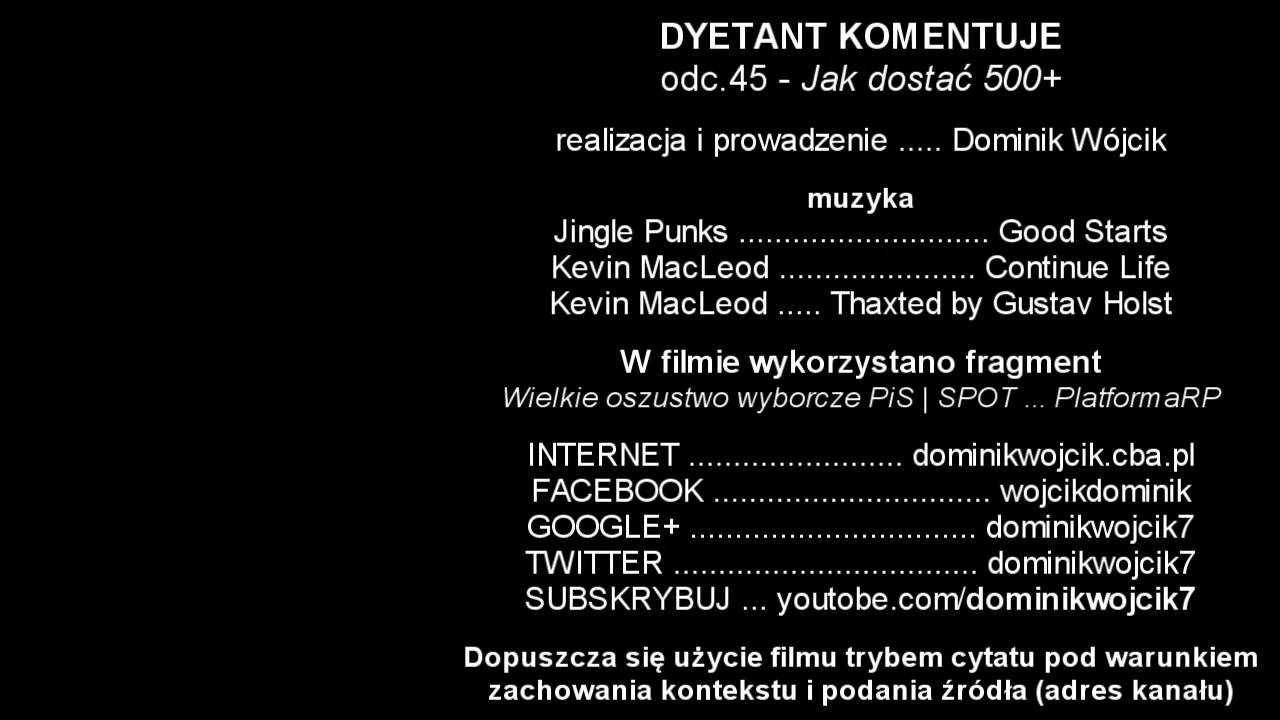 DYETANT KOMENTUJE
odc.45 - Jak dostać 500+
realizacja i prowadzenie ..... Dominik Wójcik
muzyka
Jingle Punks ............................ Good Starts
Kevin MacLeod ...................... Continue Life
Kevin MacLeod ..... Thaxted by Gustav Holst
W filmie wykorzystano fragment
Wielkie oszustwo wyborcze PiS | SPOT ... PlatformaRP
INTERNET ........................ dominikwojcik.cba.pl
FACEBOOK ............................... wojcikdominik
GOOGLE+ ................................ dominikwojcik7
TWITTER .................................. dominikwojcik7
SUBSKRYBUJ ... youtobe.com/dominikwojcik7
Dopuszcza się użycie filmu trybem cytatu pod warunkiem
zachowania kontekstu i podania źródła (adres kanału)